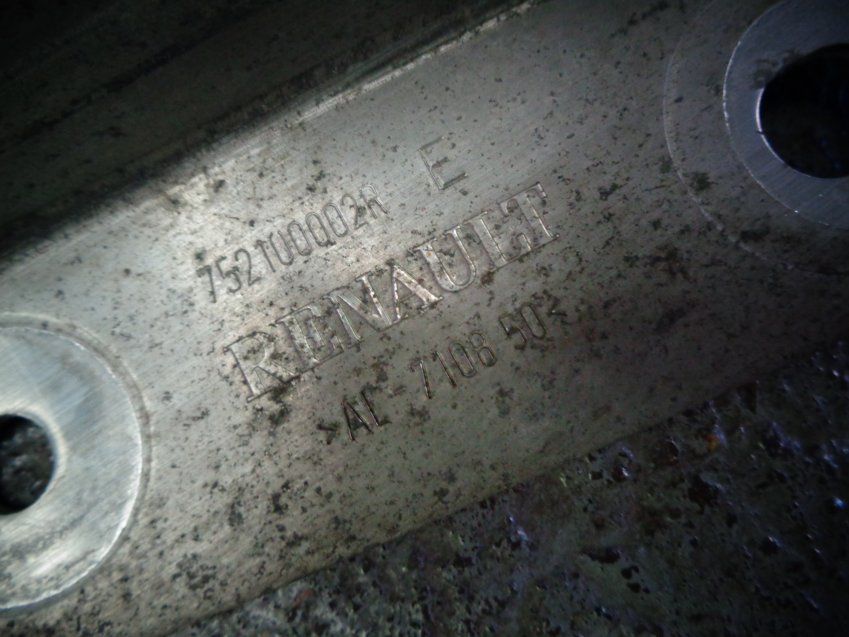 752100002R E
RENAULT
>AL - 7108 50<